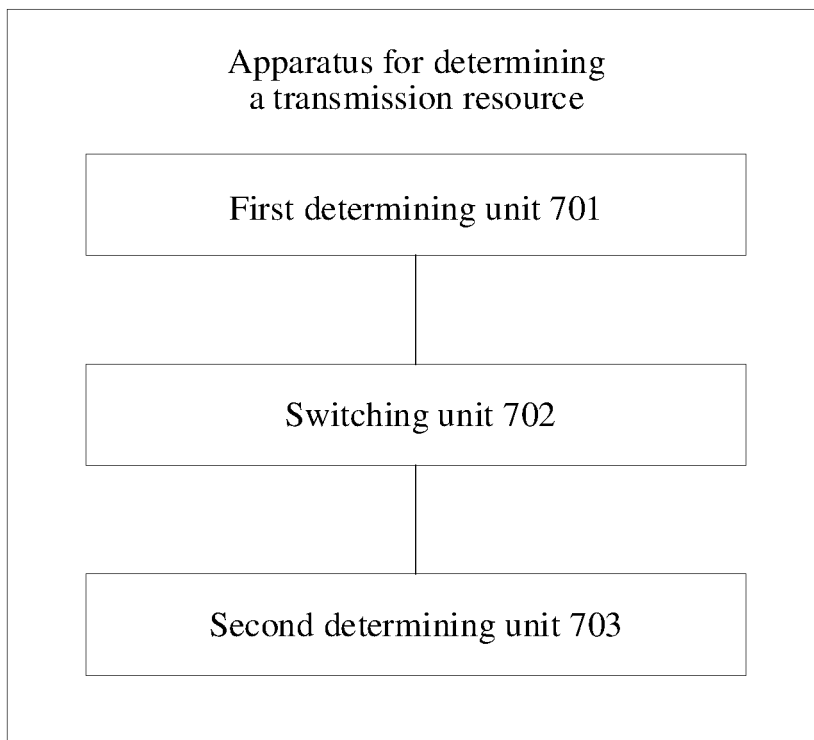 Apparatus for determining
a transmission resource
First determining unit 701
Switching unit 702
Second determining unit 703